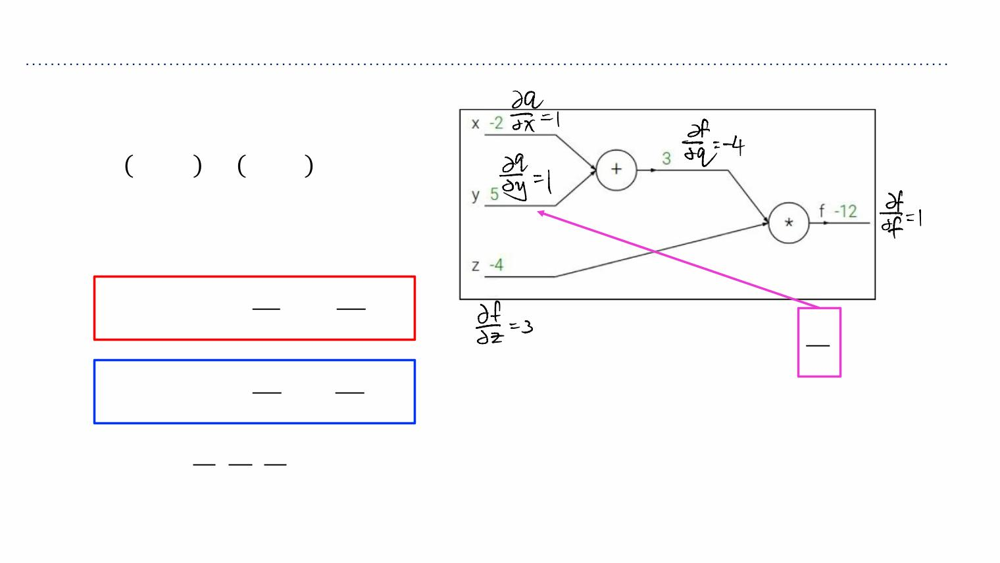 ( ) ( )
∂q/∂x = 1
x -2
∂f/∂q = -4
∂q/∂y = 1
+
3
y 5
f -12
∂f/∂f = 1
*
z -4
∂f/∂z = 3